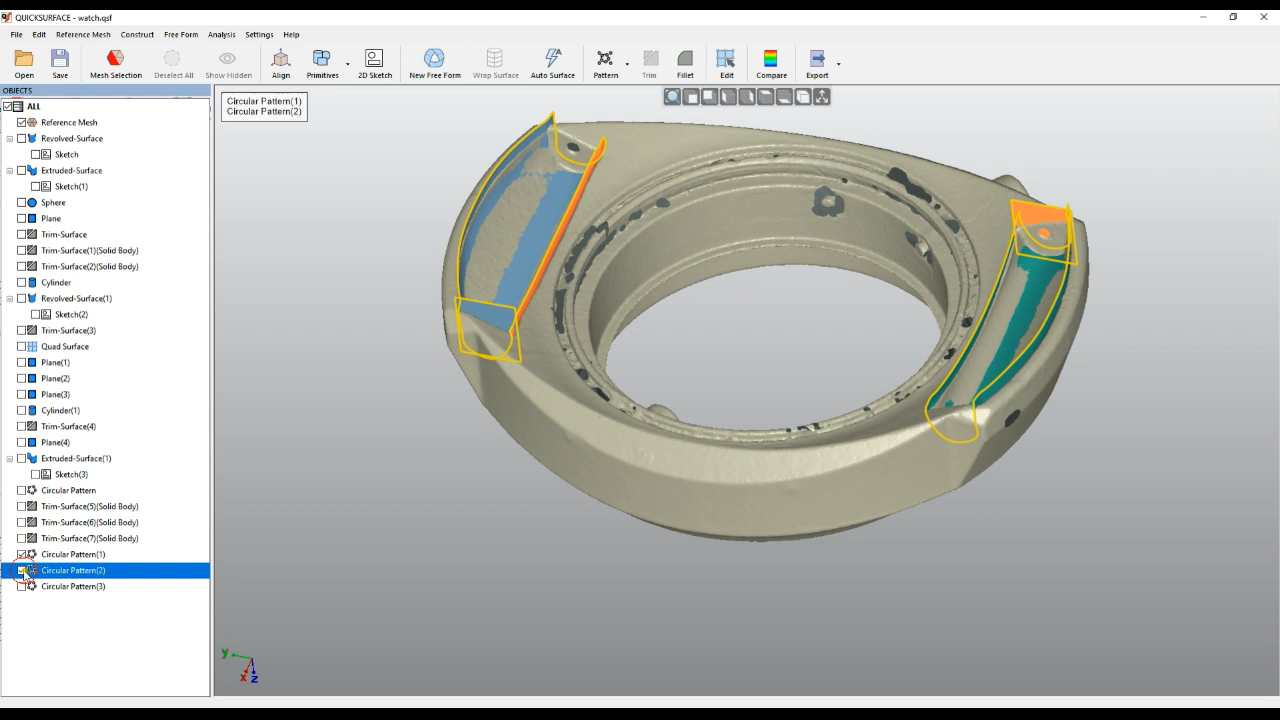 QUICKSURFACE - watch.qsf
File Edit Reference Mesh Construct Free Form Analysis Settings Help
Open Save Mesh Selection Deselect All Show Hidden Align Primitives 2D Sketch New Free Form Wrap Surface Auto Surface Pattern Trim Fillet Edit Compare Export
OBJECTS
ALL
Reference Mesh
Revolved-Surface
Sketch
Extruded-Surface
Sketch(1)
Sphere
Plane
Trim-Surface
Trim-Surface(1)(Solid Body)
Trim-Surface(2)(Solid Body)
Cylinder
Revolved-Surface(1)
Sketch(2)
Trim-Surface(3)
Quad Surface
Plane(1)
Plane(2)
Plane(3)
Cylinder(1)
Trim-Surface(4)
Plane(4)
Extruded-Surface(1)
Sketch(3)
Circular Pattern
Trim-Surface(5)(Solid Body)
Trim-Surface(6)(Solid Body)
Trim-Surface(7)(Solid Body)
Circular Pattern(1)
Circular Pattern(2)
Circular Pattern(3)
Circular Pattern(1)
Circular Pattern(2)
y
x z